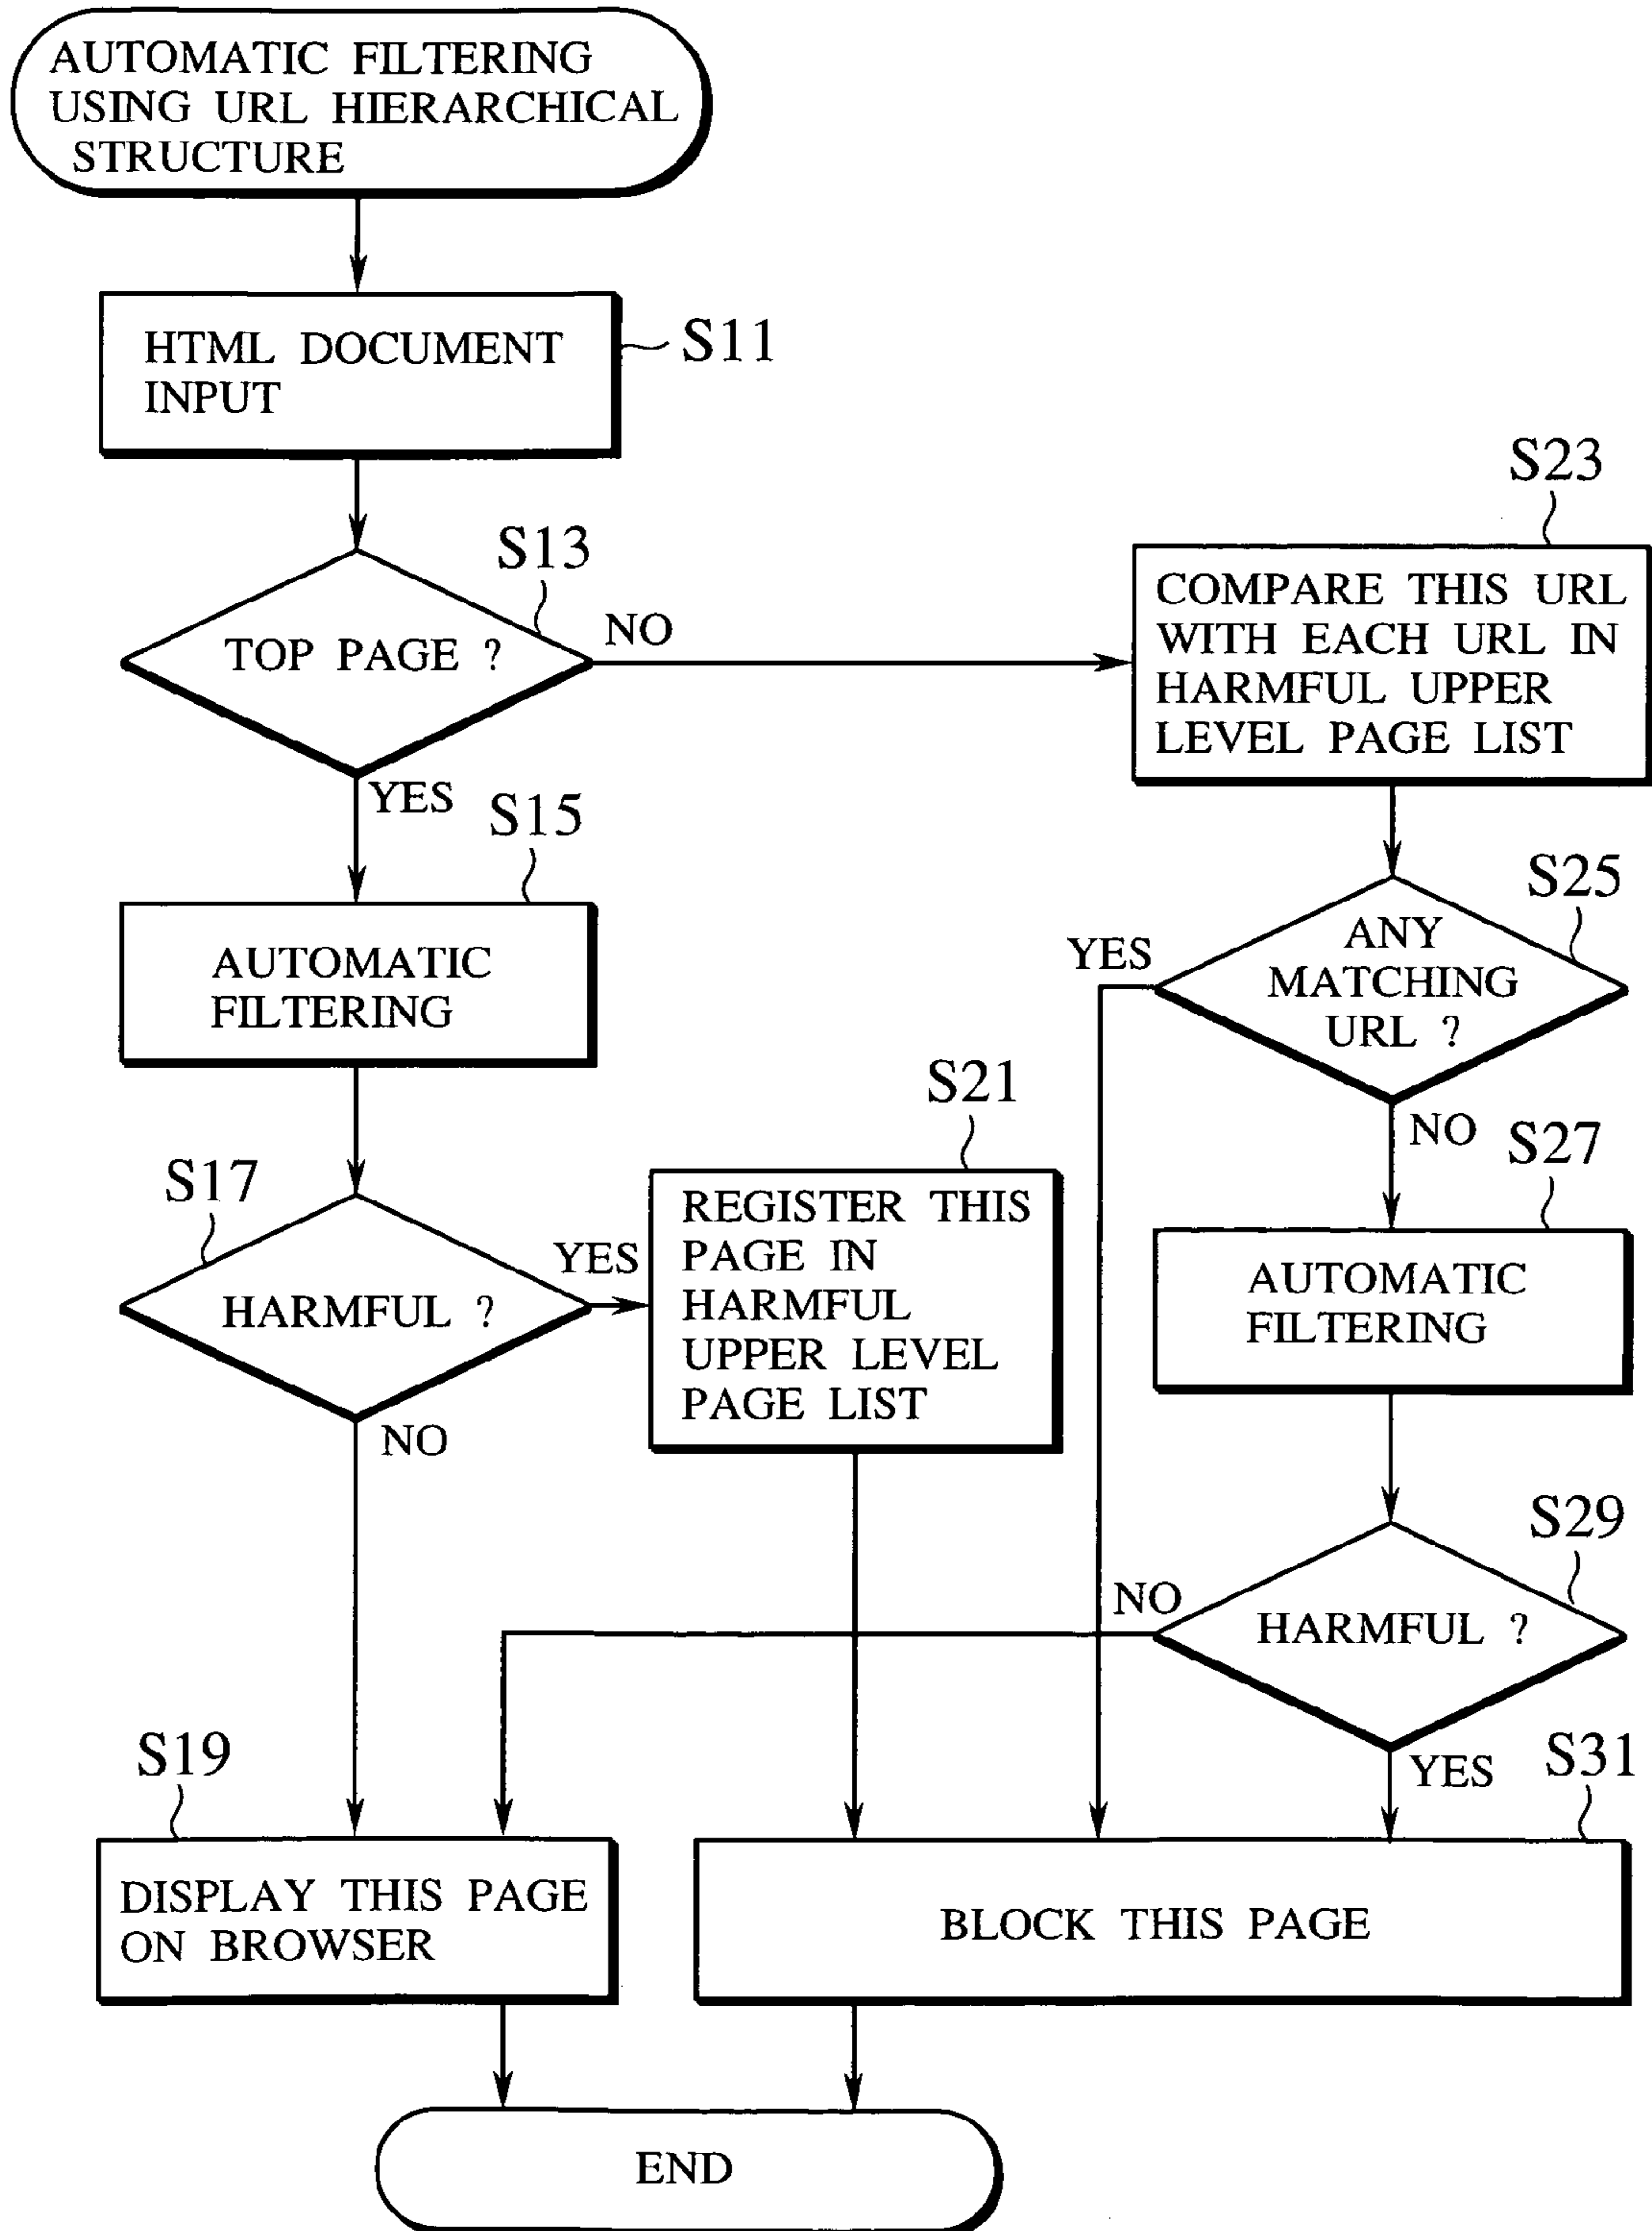 AUTOMATIC FILTERING
USING URL HIERARCHICAL
STRUCTURE
HTML DOCUMENT
INPUT
S11
S13
TOP PAGE ?
NO
YES
S15
AUTOMATIC
FILTERING
S17
HARMFUL ?
YES
NO
S21
REGISTER THIS
PAGE IN
HARMFUL
UPPER LEVEL
PAGE LIST
S23
COMPARE THIS URL
WITH EACH URL IN
HARMFUL UPPER
LEVEL PAGE LIST
S25
ANY
MATCHING
URL ?
YES
NO
S27
AUTOMATIC
FILTERING
S29
HARMFUL ?
NO
YES
S19
DISPLAY THIS PAGE
ON BROWSER
S31
BLOCK THIS PAGE
END